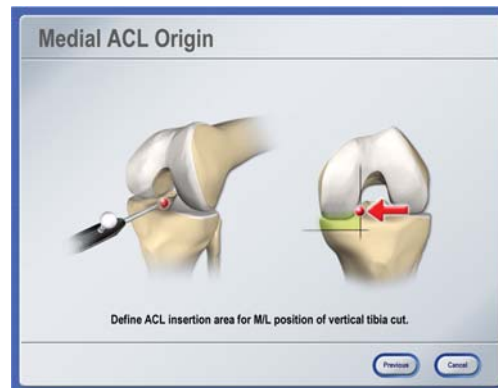 Medial ACL Origin
Define ACL insertion area for M/L position of vertical tibia cut.
Previous
Cancel